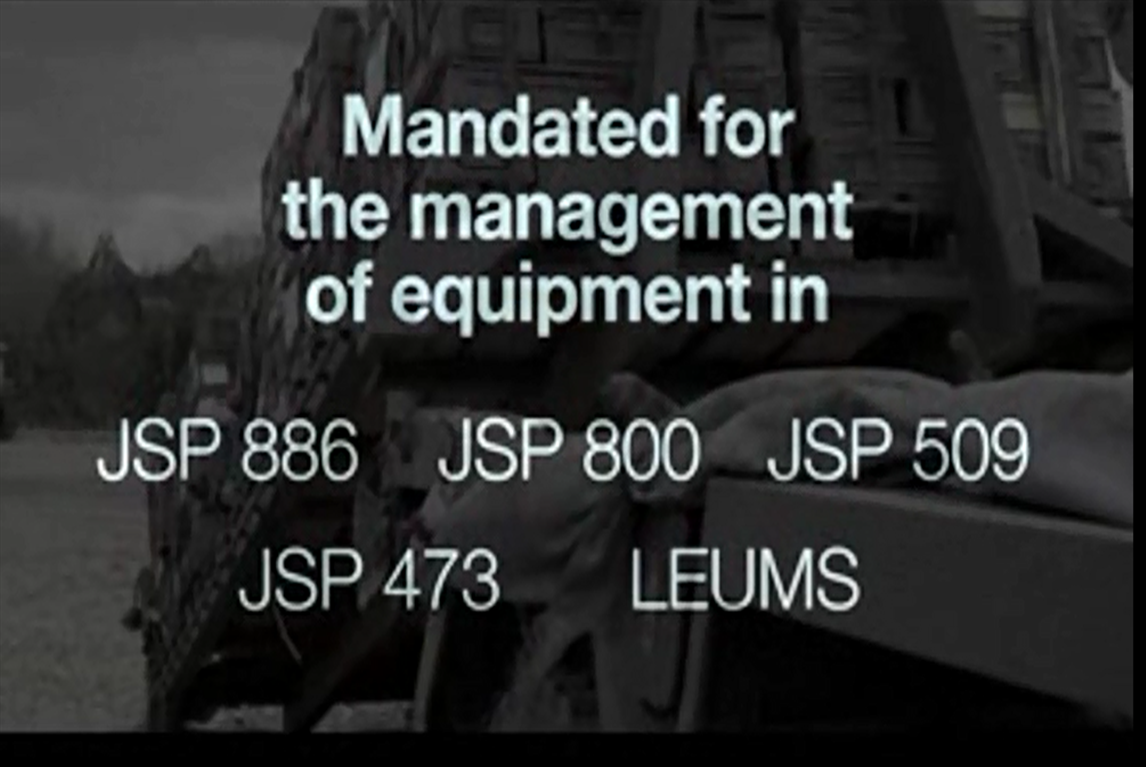 Mandated for
the management
of equipment in
JSP 886 JSP 800 JSP 509
JSP 473 LEUMS